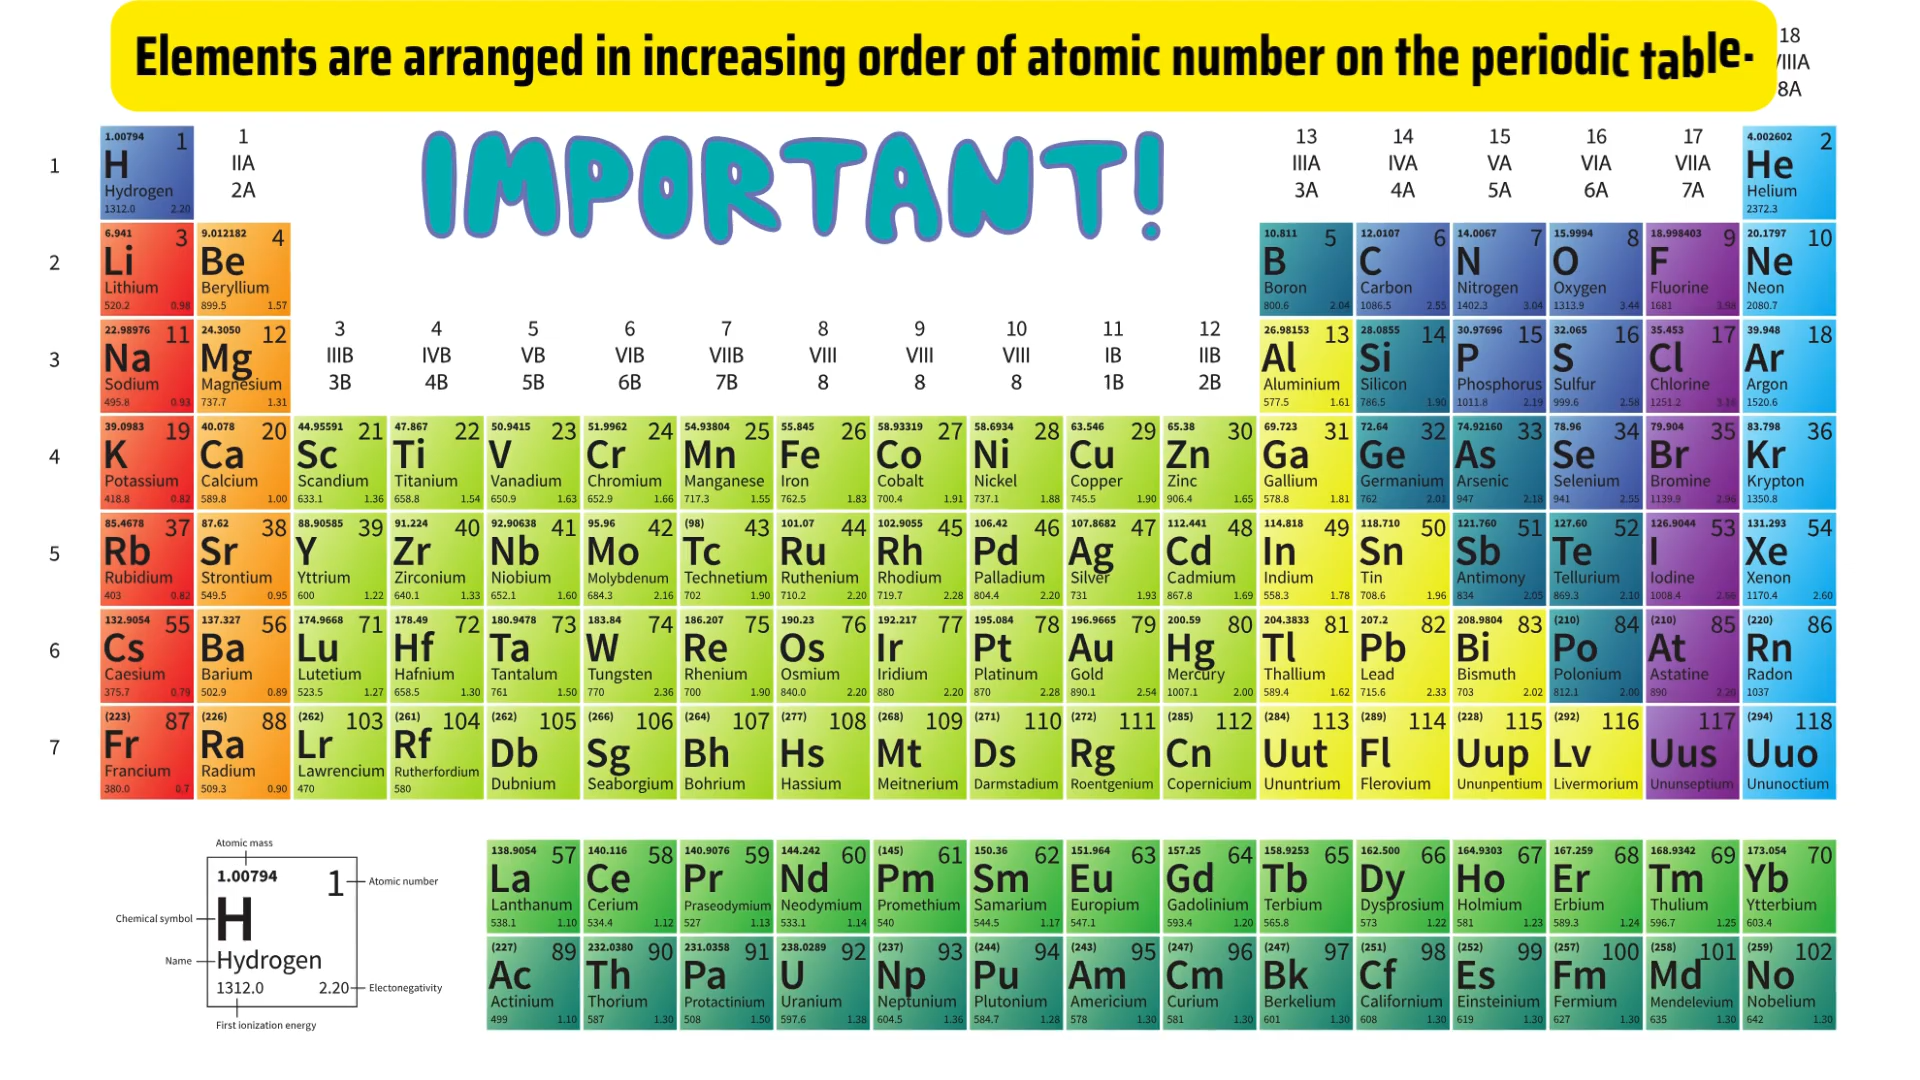 Elements are arranged in increasing order of atomic number on the periodic table.
18
VIIIA
8A
IMPORTANT!
1
IIA
2A
13 14 15 16 17
IIIA IVA VA VIA VIIA
3A 4A 5A 6A 7A
1
1.00794 1 4.002602 2
H He
Hydrogen Helium
1312.0 2.20 2372.3
2
6.941 3 9.012182 4 10.811 5 12.0107 6 14.0067 7 15.9994 8 18.998403 9 20.1797 10
Li Be B C N O F Ne
Lithium Beryllium Boron Carbon Nitrogen Oxygen Fluorine Neon
520.2 0.98 899.5 1.57 800.6 2.04 1086.5 2.55 1402.3 3.04 1313.9 3.44 1681 3.98 2080.7
3 4 5 6 7 8 9 10 11 12
IIIB IVB VB VIB VIIB VIII VIII VIII IB IIB
3B 4B 5B 6B 7B 8 8 8 1B 2B
3
22.98976 11 24.3050 12 26.98153 13 28.0855 14 30.97696 15 32.065 16 35.453 17 39.948 18
Na Mg Al Si P S Cl Ar
Sodium Magnesium Aluminium Silicon Phosphorus Sulfur Chlorine Argon
495.8 0.93 737.7 1.31 577.5 1.61 786.5 1.90 1011.8 2.19 999.6 2.58 1251.2 3.16 1520.6
4
39.0983 19 40.078 20 44.95591 21 47.867 22 50.9415 23 51.9962 24 54.93804 25 55.845 26 58.93319 27 58.6934 28 63.546 29 65.38 30 69.723 31 72.64 32 74.92160 33 78.96 34 79.904 35 83.798 36
K Ca Sc Ti V Cr Mn Fe Co Ni Cu Zn Ga Ge As Se Br Kr
Potassium Calcium Scandium Titanium Vanadium Chromium Manganese Iron Cobalt Nickel Copper Zinc Gallium Germanium Arsenic Selenium Bromine Krypton
418.8 0.82 589.8 1.00 633.1 1.36 658.8 1.54 650.9 1.63 652.9 1.66 717.3 1.55 762.5 1.83 700.4 1.91 737.1 1.88 745.5 1.90 906.4 1.65 578.8 1.81 762 2.01 947 2.18 941 2.55 1139.9 2.96 1350.8
5
85.4678 37 87.62 38 88.90585 39 91.224 40 92.90638 41 95.96 42 (98) 43 101.07 44 102.9055 45 106.42 46 107.8682 47 112.441 48 114.818 49 118.710 50 121.760 51 127.60 52 126.9044 53 131.293 54
Rb Sr Y Zr Nb Mo Tc Ru Rh Pd Ag Cd In Sn Sb Te I Xe
Rubidium Strontium Yttrium Zirconium Niobium Molybdenum Technetium Ruthenium Rhodium Palladium Silver Cadmium Indium Tin Antimony Tellurium Iodine Xenon
403 0.82 549.5 0.95 600 1.22 640.1 1.33 652.1 1.60 684.3 2.16 702 1.90 710.2 2.20 719.7 2.28 804.4 2.20 731 1.93 867.8 1.69 558.3 1.78 708.6 1.96 834 2.05 869.3 2.10 1008.4 2.66 1170.4 2.60
6
132.9054 55 137.327 56 174.9668 71 178.49 72 180.9478 73 183.84 74 186.207 75 190.23 76 192.217 77 195.084 78 196.9665 79 200.59 80 204.3833 81 207.2 82 208.9804 83 (210) 84 (210) 85 (220) 86
Cs Ba Lu Hf Ta W Re Os Ir Pt Au Hg Tl Pb Bi Po At Rn
Caesium Barium Lutetium Hafnium Tantalum Tungsten Rhenium Osmium Iridium Platinum Gold Mercury Thallium Lead Bismuth Polonium Astatine Radon
375.7 0.79 502.9 0.89 523.5 1.27 658.5 1.30 761 1.50 770 2.36 700 1.90 840.0 2.20 880 2.20 870 2.28 890.1 2.54 1007.1 2.00 589.4 1.62 715.6 2.33 703 2.02 812.1 2.00 890 2.20 1037
7
(223) 87 (226) 88 (262) 103 (261) 104 (262) 105 (266) 106 (264) 107 (277) 108 (268) 109 (271) 110 (272) 111 (285) 112 (284) 113 (289) 114 (228) 115 (292) 116 117 (294) 118
Fr Ra Lr Rf Db Sg Bh Hs Mt Ds Rg Cn Uut Fl Uup Lv Uus Uuo
Francium Radium Lawrencium Rutherfordium Dubnium Seaborgium Bohrium Hassium Meitnerium Darmstadium Roentgenium Copernicium Ununtrium Flerovium Ununpentium Livermorium Ununseptium Ununoctium
380.0 0.7 509.3 0.90 470 580
Atomic mass
1.00794 1 Atomic number
Chemical symbol H
Name Hydrogen
1312.0 2.20 Electonegativity
First ionization energy
138.9054 57 140.116 58 140.9076 59 144.242 60 (145) 61 150.36 62 151.964 63 157.25 64 158.9253 65 162.500 66 164.9303 67 167.259 68 168.9342 69 173.054 70
La Ce Pr Nd Pm Sm Eu Gd Tb Dy Ho Er Tm Yb
Lanthanum Cerium Praseodymium Neodymium Promethium Samarium Europium Gadolinium Terbium Dysprosium Holmium Erbium Thulium Ytterbium
538.1 1.10 534.4 1.12 527 1.13 533.1 1.14 540 544.5 1.17 547.1 593.4 1.20 565.8 573 1.22 581 1.23 589.3 1.24 596.7 1.25 603.4
(227) 89 232.0380 90 231.0358 91 238.0289 92 (237) 93 (244) 94 (243) 95 (247) 96 (247) 97 (251) 98 (252) 99 (257) 100 (258) 101 (259) 102
Ac Th Pa U Np Pu Am Cm Bk Cf Es Fm Md No
Actinium Thorium Protactinium Uranium Neptunium Plutonium Americium Curium Berkelium Californium Einsteinium Fermium Mendelevium Nobelium
499 1.10 587 1.30 508 1.50 597.6 1.38 604.5 1.36 584.7 1.28 578 1.30 581 1.30 601 1.30 608 1.30 619 1.30 627 1.30 635 1.30 642 1.30